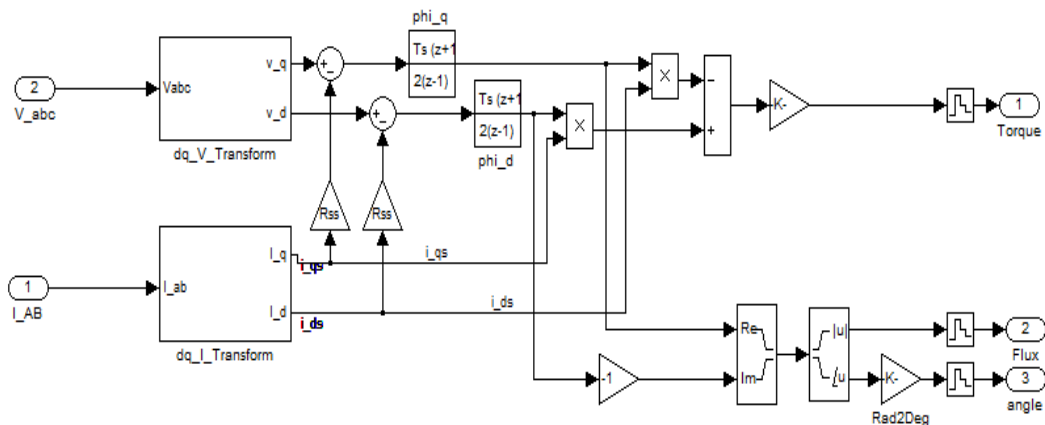 phi_q
Ts (z+1
2(z-1)
2
V_abc
Vabc
v_q
v_d
dq_V_Transform
+
-
+
-
Ts (z+1
2(z-1)
phi_d
X
X
-
+
K-
1
Torque
Rss
Rss
1
I_AB
I_ab
I_q
I_d
i_qs
i_ds
dq_I_Transform
i_qs
i_ds
-1
Re
Im
|u|
∠u
K-
Rad2Deg
2
Flux
3
angle